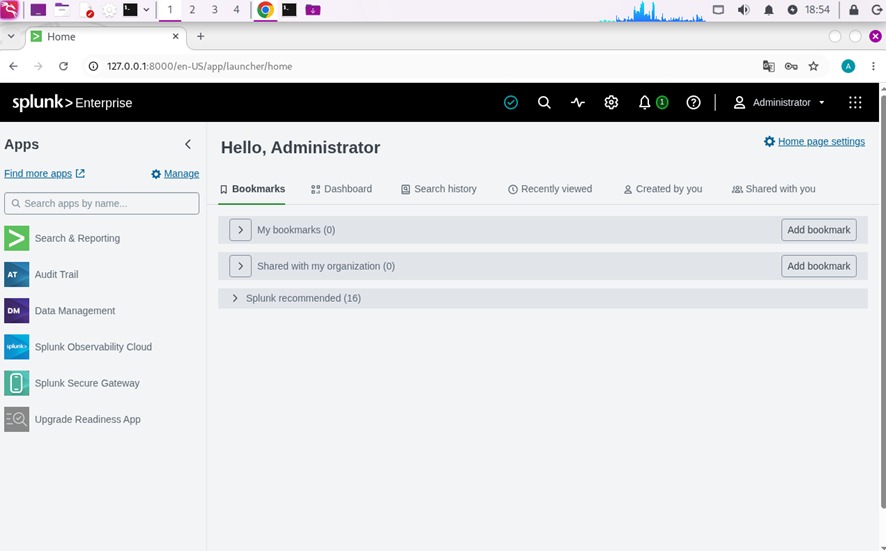 1 2 3 4
18:54
Home
127.0.0.1:8000/en-US/app/launcher/home
A
splunk> Enterprise
1
Administrator
Apps
Find more apps
Manage
Search apps by name...
Search & Reporting
AT
Audit Trail
DM
Data Management
splunk>
Splunk Observability Cloud
Splunk Secure Gateway
Upgrade Readiness App
Hello, Administrator
Home page settings
Bookmarks Dashboard Search history Recently viewed Created by you Shared with you
My bookmarks (0) Add bookmark
Shared with my organization (0) Add bookmark
Splunk recommended (16)